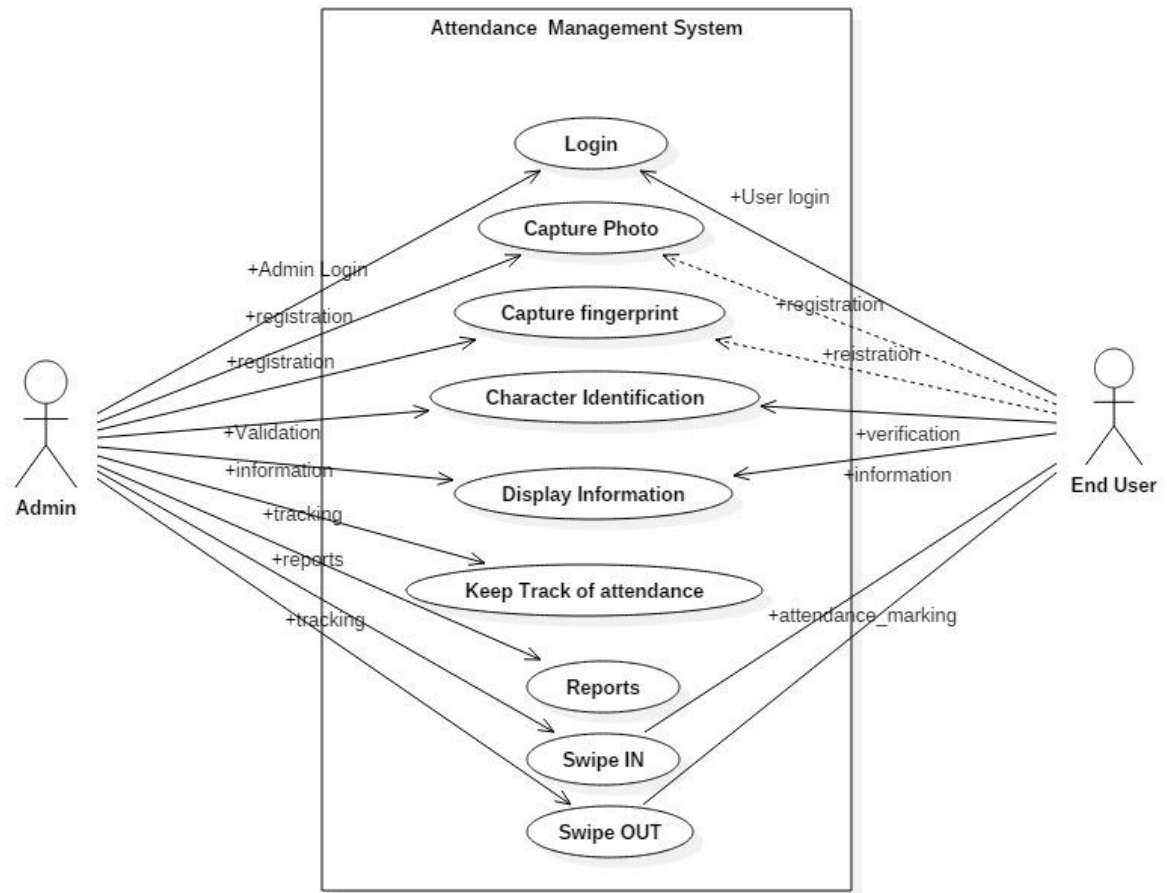 Attendance  Management System
Login
+User login
Capture Photo
+Admin Login
+registration
+registration
Capture fingerprint
+registration
+reistration
Character Identification
+Validation
+verification
+information
+information
Display Information
Admin
End User
+tracking
+reports
Keep Track of attendance
+tracking
+attendance_marking
Reports
Swipe IN
Swipe OUT